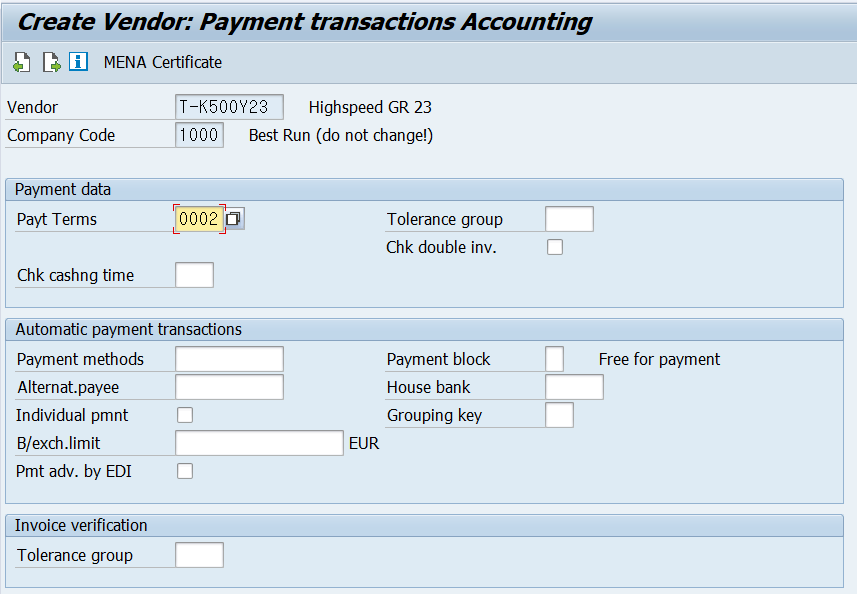 Create Vendor: Payment transactions Accounting
MENA Certificate
Vendor T-K500Y23 Highspeed GR 23
Company Code 1000 Best Run (do not change!)
Payment data
Payt Terms 0002 Tolerance group
Chk double inv.
Chk cashng time
Automatic payment transactions
Payment methods Payment block Free for payment
Alternat.payee House bank
Individual pmnt Grouping key
B/exch.limit EUR
Pmt adv. by EDI
Invoice verification
Tolerance group